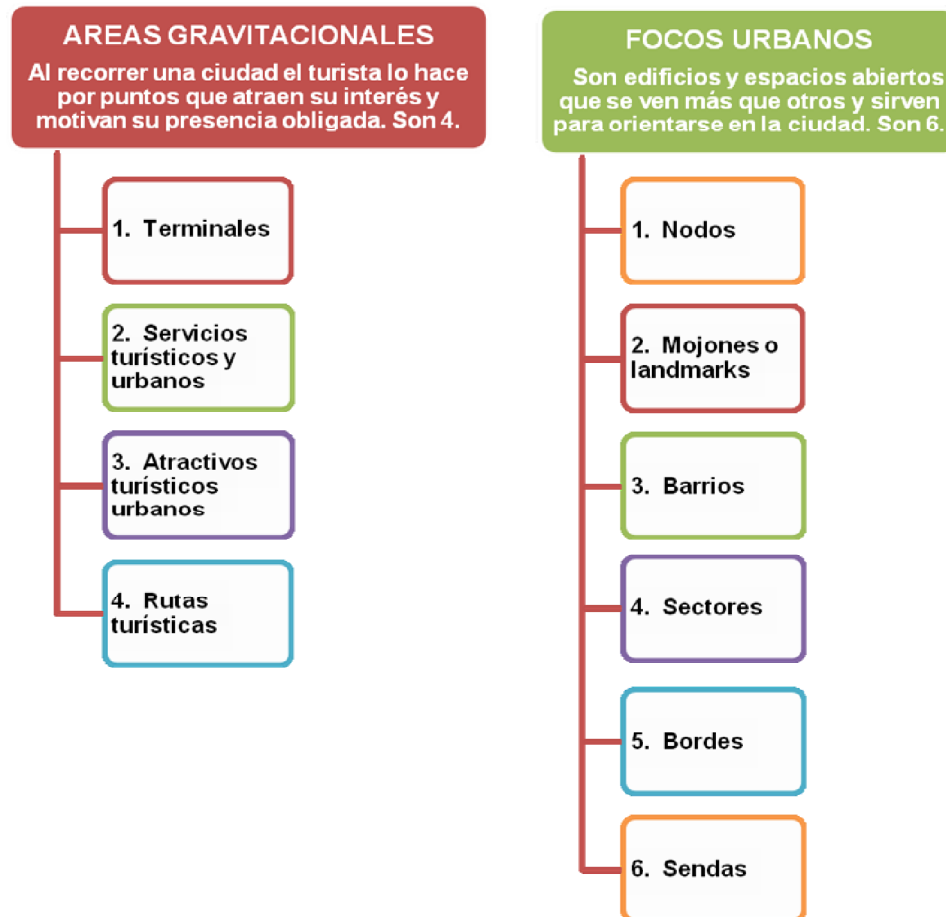 AREAS GRAVITACIONALES
Al recorrer una ciudad el turista lo hace
por puntos que atraen su interés y
motivan su presencia obligada. Son 4.
1. Terminales
2. Servicios
turísticos y
urbanos
3. Atractivos
turísticos
urbanos
4. Rutas
turísticas
FOCOS URBANOS
Son edificios y espacios abiertos
que se ven más que otros y sirven
para orientarse en la ciudad. Son 6.
1. Nodos
2. Mojones o
landmarks
3. Barrios
4. Sectores
5. Bordes
6. Sendas